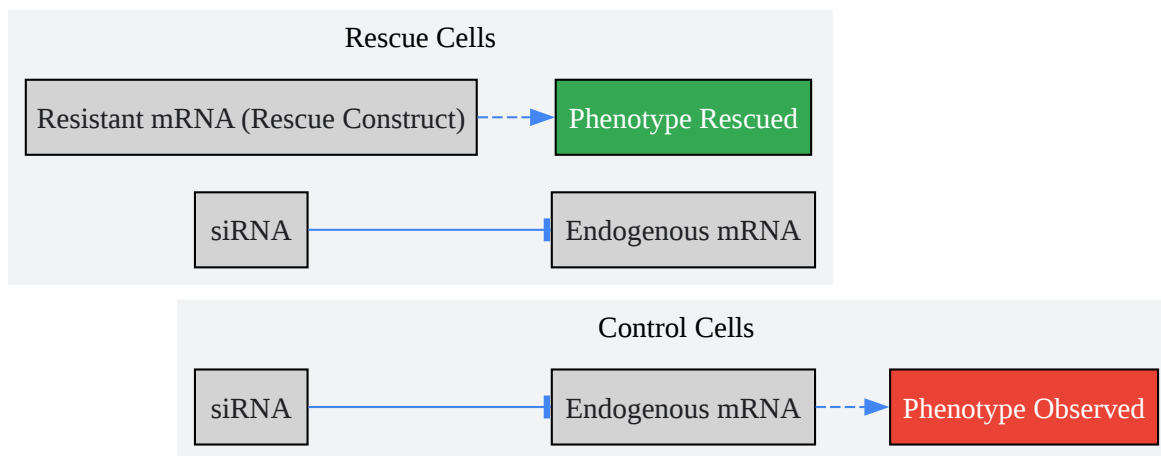 Rescue Cells
Resistant mRNA (Rescue Construct)
Phenotype Rescued
siRNA
Endogenous mRNA
Control Cells
siRNA
Endogenous mRNA
Phenotype Observed